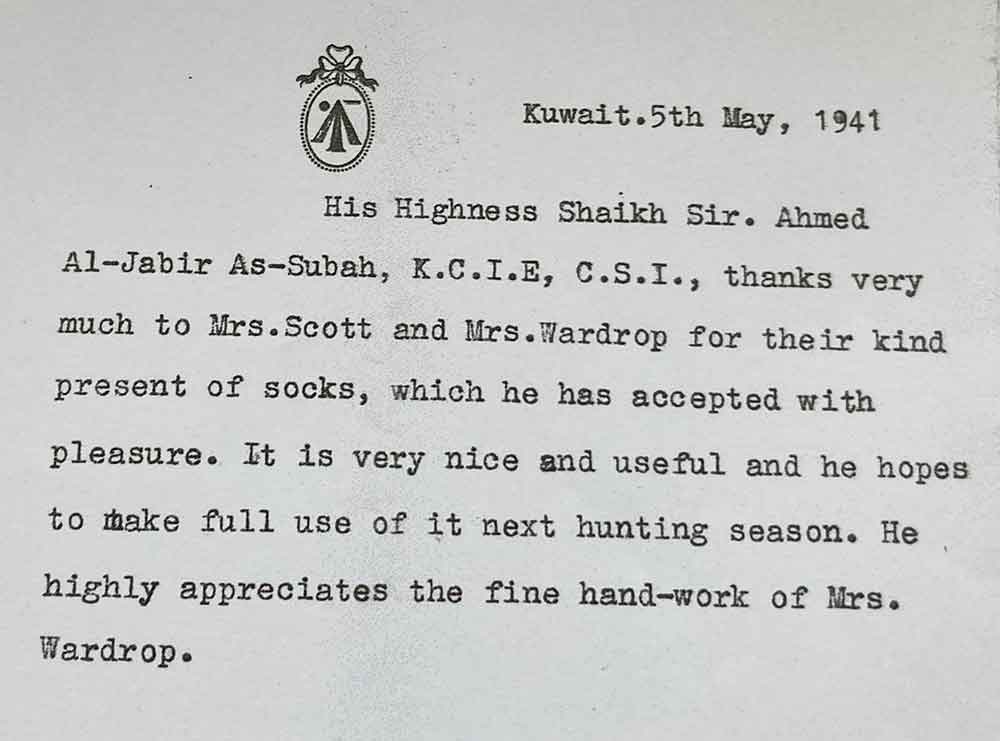 Kuwait.5th May, 1941
His Highness Shaikh Sir. Ahmed
Al-Jabir As-Subah, K.C.I.E, C.S.I., thanks very
much to Mrs.Scott and Mrs.Wardrop for their kind
present of socks, which he has accepted with
pleasure. It is very nice and useful and he hopes
to make full use of it next hunting season. He
highly appreciates the fine hand-work of Mrs.
Wardrop.